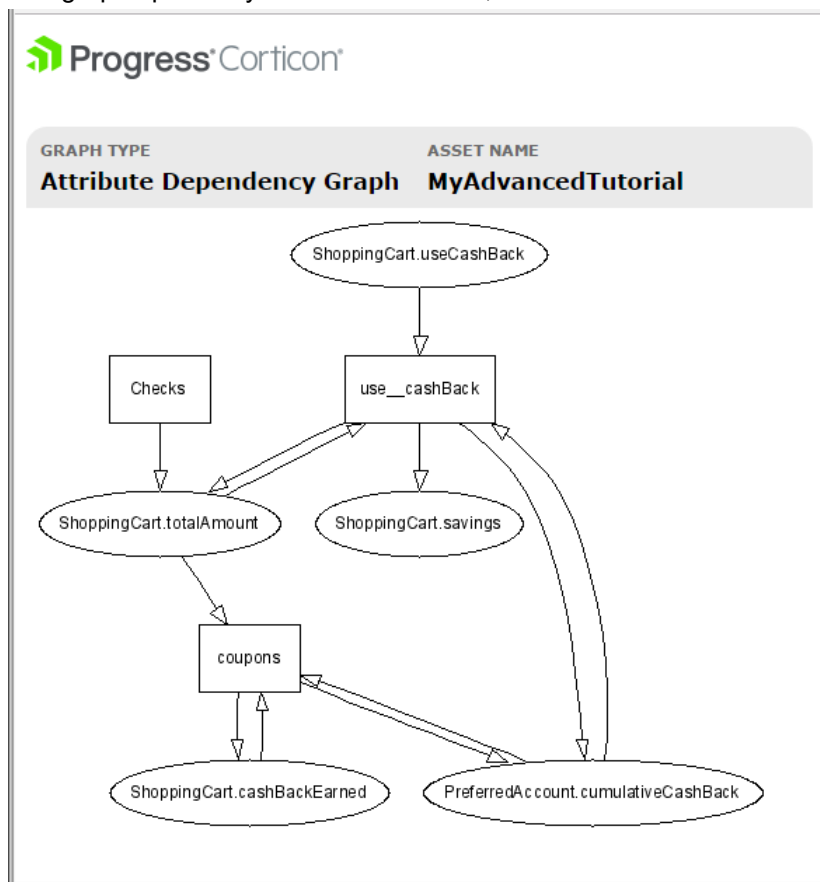 Progress® Corticon®
GRAPH TYPE
ASSET NAME
Attribute Dependency Graph
MyAdvancedTutorial
ShoppingCart.useCashBack
Checks
use__cashBack
ShoppingCart.totalAmount
ShoppingCart.savings
coupons
ShoppingCart.cashBackEarned
PreferredAccount.cumulativeCashBack